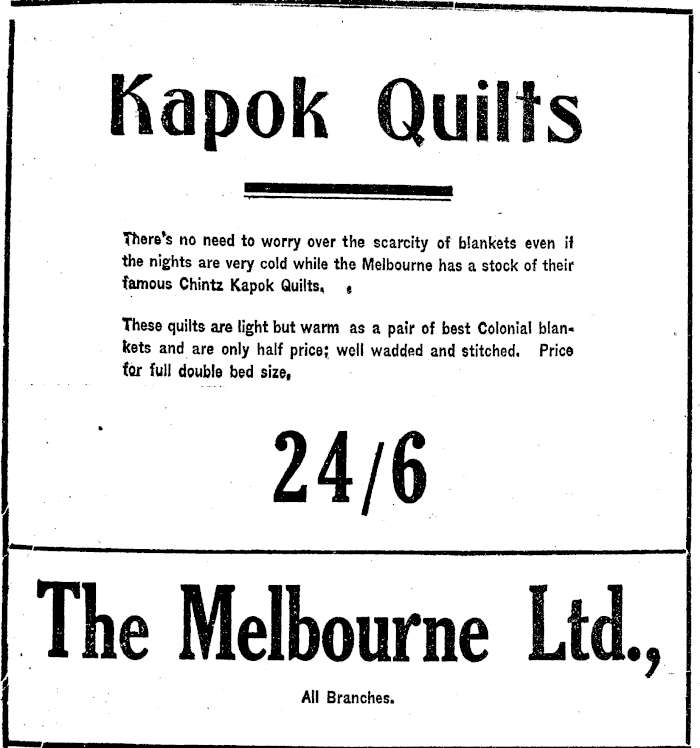 Kapok Quilts
There's no need to worry over the scarcity of blankets even if
the nights are very cold while the Melbourne has a stock of their
famous Chintz Kapok Quilts.
These quilts are light but warm as a pair of best Colonial blan-
kets and are only half price; well wadded and stitched. Price
for full double bed size,
24/6
The Melbourne Ltd.,
All Branches.